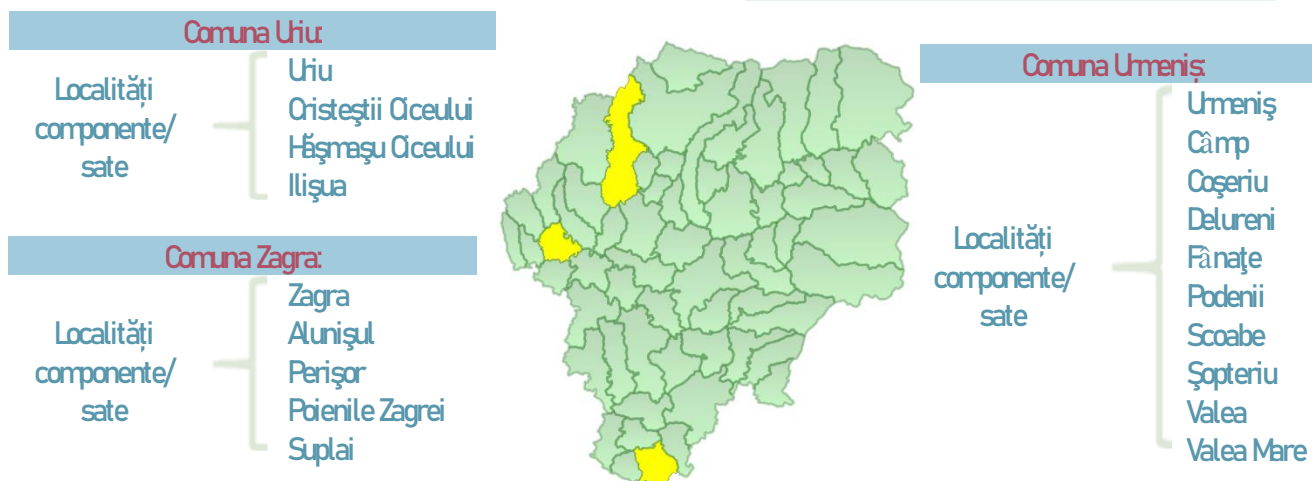 Comuna Uriu:
Localități
componente/
sate
Uriu
Cristeştii Ciceului
Hăşmaşu Ciceului
Ilişua
Comuna Zagra:
Localități
componente/
sate
Zagra
Alunişul
Perişor
Poienile Zagrei
Suplai
Comuna Urmeniş:
Localități
componente/
sate
Urmeniş
Câmp
Coşeriu
Delureni
Fânaţe
Podenii
Scoabe
Şopteriu
Valea
Valea Mare